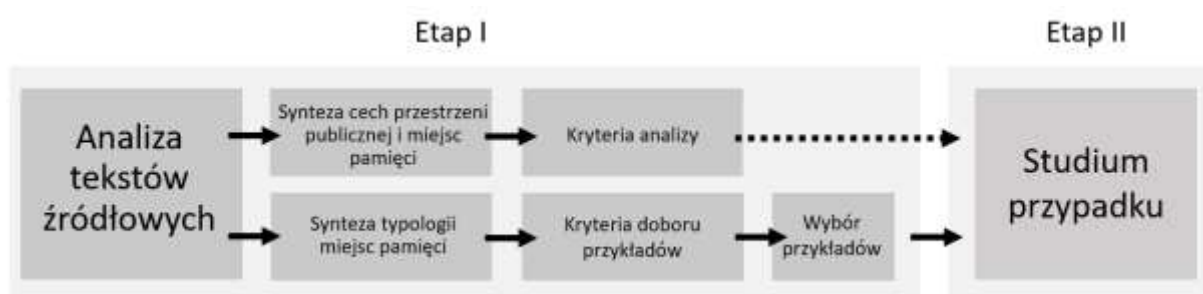 Etap I
Etap II
Analiza
tekstów
źródłowych
Synteza cech przestrzeni
publicznej i miejsc
pamięci
Kryteria analizy
Synteza typologii
miejsc pamięci
Kryteria doboru
przykładów
Wybór
przykładów
Studium
przypadku